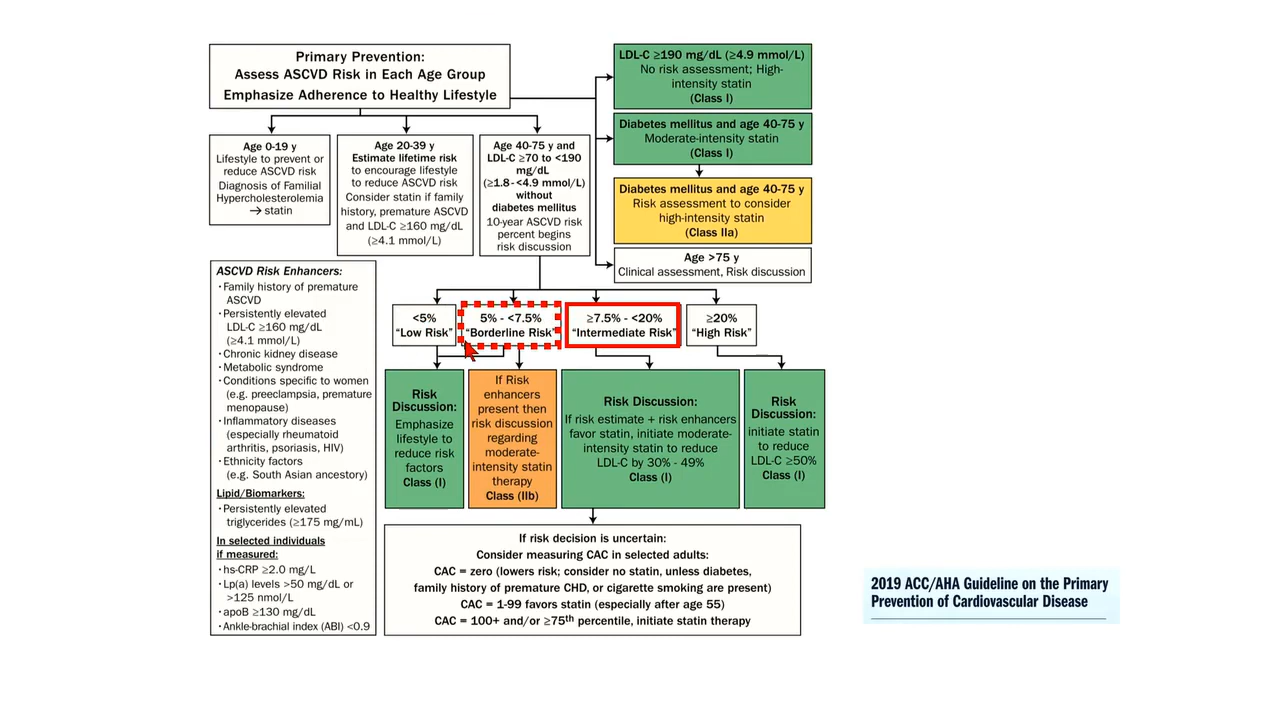 Primary Prevention:
Assess ASCVD Risk in Each Age Group
Emphasize Adherence to Healthy Lifestyle
LDL-C ≥190 mg/dL (≥4.9 mmol/L)
No risk assessment; High-
intensity statin
(Class I)
Diabetes mellitus and age 40-75 y
Moderate-intensity statin
(Class I)
Diabetes mellitus and age 40-75 y
Risk assessment to consider
high-intensity statin
(Class IIa)
Age >75 y
Clinical assessment, Risk discussion
Age 0-19 y
Lifestyle to prevent or
reduce ASCVD risk
Diagnosis of Familial
Hypercholesterolemia
→ statin
Age 20-39 y
Estimate lifetime risk
to encourage lifestyle
to reduce ASCVD risk
Consider statin if family
history, premature ASCVD
and LDL-C ≥160 mg/dL
(≥4.1 mmol/L)
Age 40-75 y and
LDL-C ≥70 to <190
mg/dL
(≥1.8-<4.9 mmol/L)
without
diabetes mellitus
10-year ASCVD risk
percent begins
risk discussion
ASCVD Risk Enhancers:
· Family history of premature
ASCVD
· Persistently elevated
LDL-C ≥160 mg/dL
(≥4.1 mmol/L)
· Chronic kidney disease
· Metabolic syndrome
· Conditions specific to women
(e.g. preeclampsia, premature
menopause)
· Inflammatory diseases
(especially rheumatoid
arthritis, psoriasis, HIV)
· Ethnicity factors
(e.g. South Asian ancestory)
Lipid/Biomarkers:
· Persistently elevated
triglycerides (≥175 mg/mL)
In selected individuals
if measured:
· hs-CRP ≥2.0 mg/L
· Lp(a) levels >50 mg/dL or
>125 nmol/L
· apoB ≥130 mg/dL
· Ankle-brachial index (ABI) <0.9
<5%
“Low Risk”
5% - <7.5%
“Borderline Risk”
≥7.5% - <20%
“Intermediate Risk”
≥20%
“High Risk”
Risk
Discussion:
Emphasize
lifestyle to
reduce risk
factors
Class (I)
If Risk
enhancers
present then
risk discussion
regarding
moderate-
intensity statin
therapy
Class (IIb)
Risk Discussion:
If risk estimate + risk enhancers
favor statin, initiate moderate-
intensity statin to reduce
LDL-C by 30% - 49%
Class (I)
Risk
Discussion:
initiate statin
to reduce
LDL-C ≥50%
Class (I)
If risk decision is uncertain:
Consider measuring CAC in selected adults:
CAC = zero (lowers risk; consider no statin, unless diabetes,
family history of premature CHD, or cigarette smoking are present)
CAC = 1-99 favors statin (especially after age 55)
CAC = 100+ and/or ≥75th percentile, initiate statin therapy
2019 ACC/AHA Guideline on the Primary
Prevention of Cardiovascular Disease